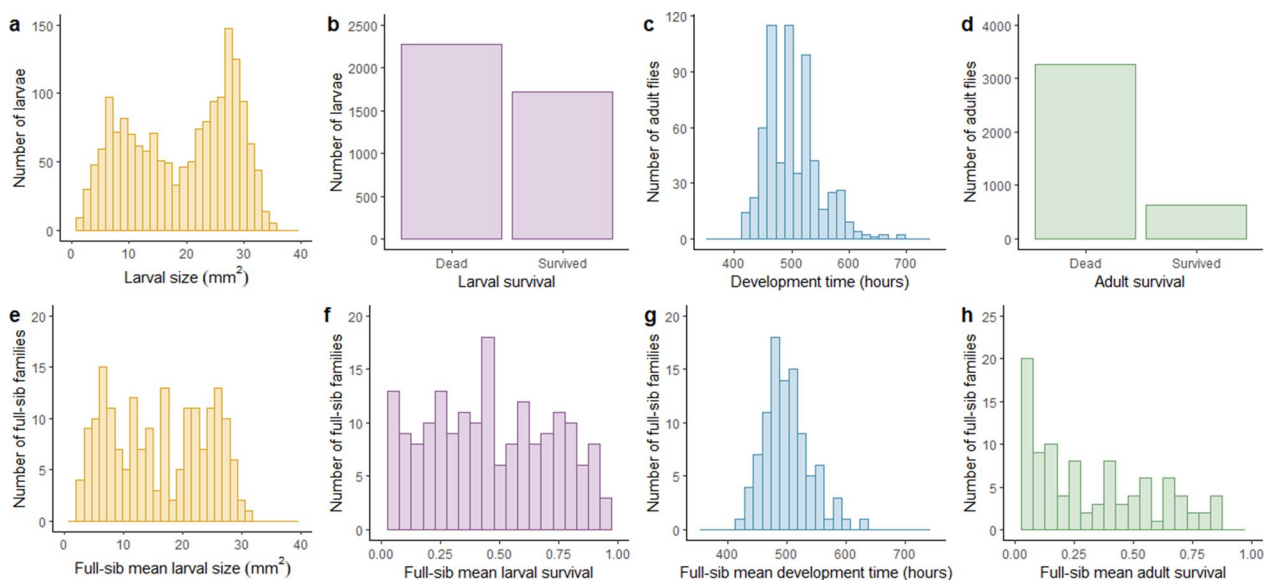 a
Number of larvae
150
100
50
0
0 10 20 30 40
Larval size (mm²)
b
Number of larvae
2500
2000
1500
1000
500
0
Dead Survived
Larval survival
c
Number of adult flies
120
90
60
30
0
400 500 600 700
Development time (hours)
d
Number of adult flies
4000
3000
2000
1000
0
Dead Survived
Adult survival
e
Number of full-sib families
20
15
10
5
0
0 10 20 30 40
Full-sib mean larval size (mm²)
f
Number of full-sib families
20
15
10
5
0
0.00 0.25 0.50 0.75 1.00
Full-sib mean larval survival
g
Number of full-sib families
20
15
10
5
0
400 500 600 700
Full-sib mean development time (hours)
h
Number of full-sib families
25
20
15
10
5
0
0.00 0.25 0.50 0.75 1.00
Full-sib mean adult survival